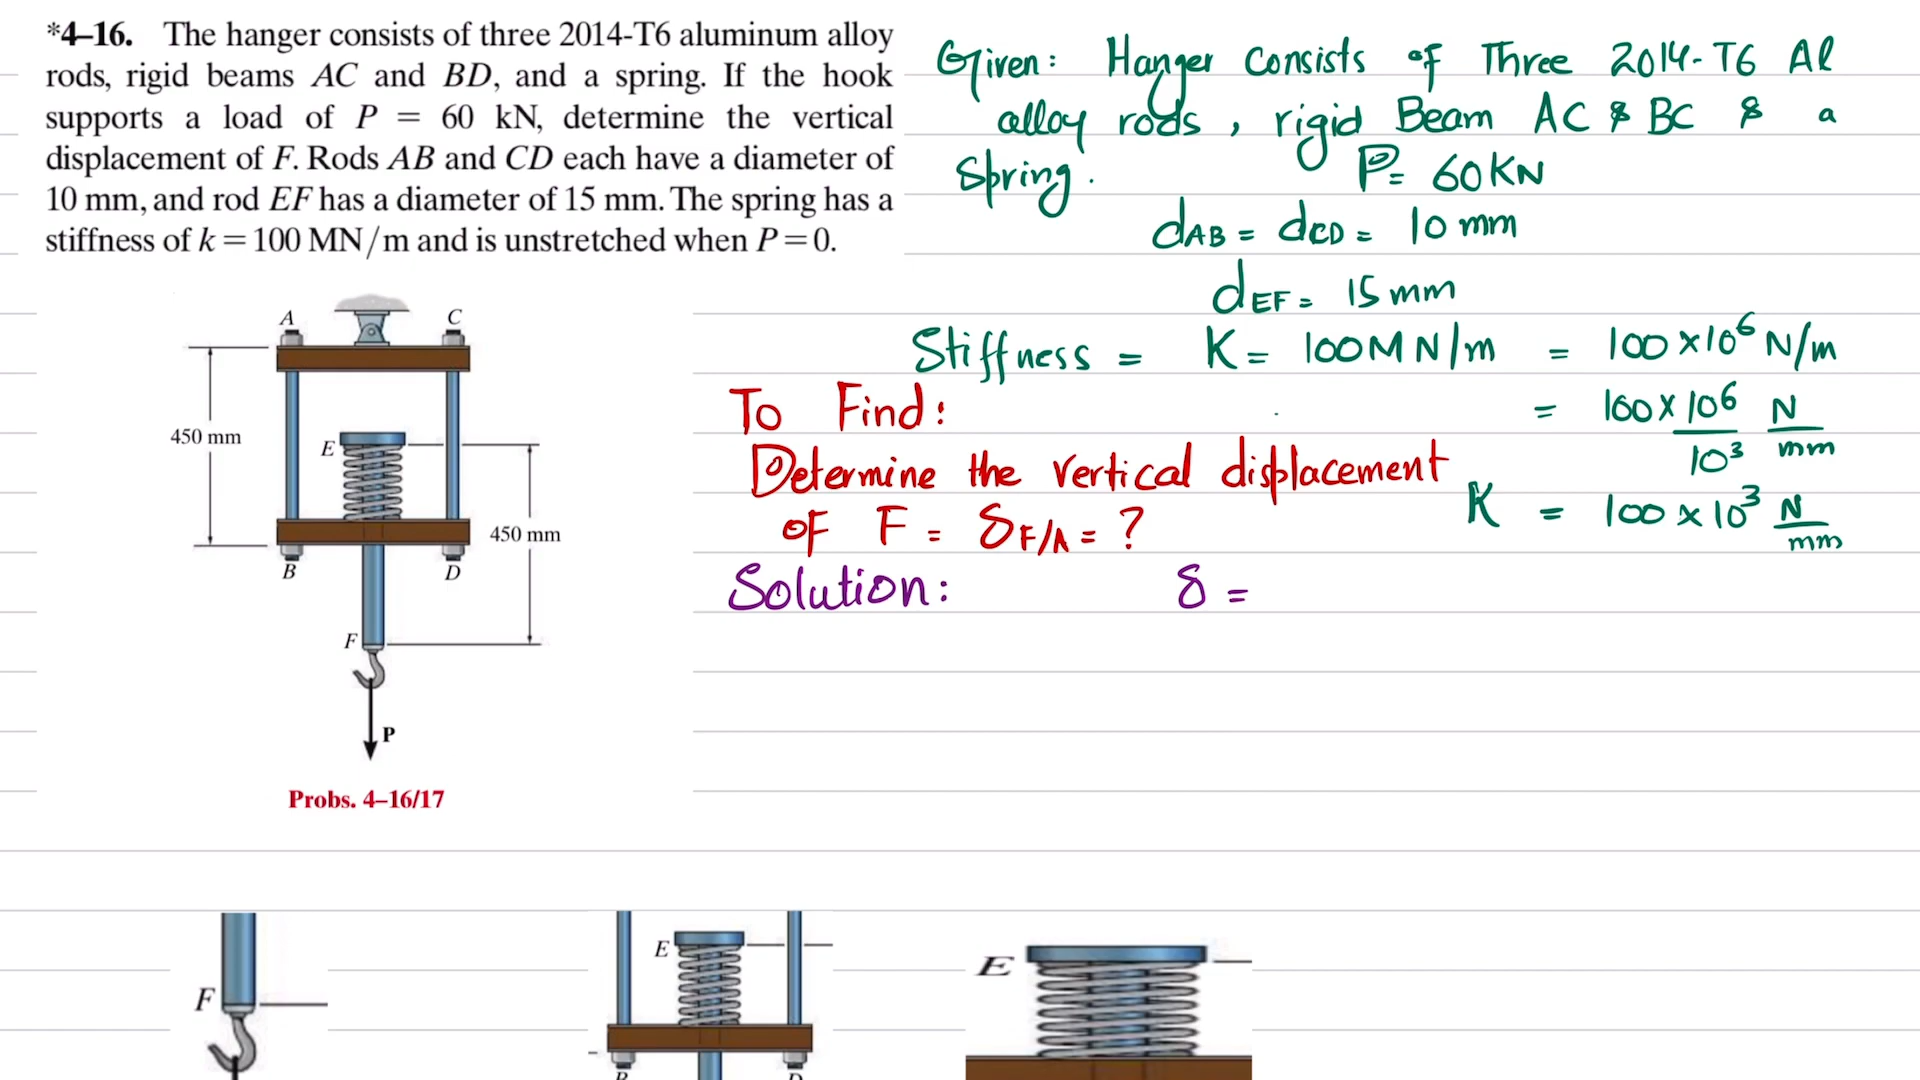 *4–16. The hanger consists of three 2014-T6 aluminum alloy
rods, rigid beams AC and BD, and a spring. If the hook
supports a load of P = 60 kN, determine the vertical
displacement of F. Rods AB and CD each have a diameter of
10 mm, and rod EF has a diameter of 15 mm. The spring has a
stiffness of k = 100 MN/m and is unstretched when P = 0.
A
C
450 mm
E
450 mm
B
D
F
P
Probs. 4–16/17
Given: Hanger Consists of Three 2014-T6 Al
alloy rods, rigid Beam AC & BC & a
Spring.
P = 60KN
dAB = dCD = 10 mm
dEF = 15 mm
Stiffness = K = 100MN/m = 100 x 10^6 N/m
= 100 x 10^6 / 10^3 N/mm
K = 100 x 10^3 N/mm
To Find:
Determine the vertical displacement
of F = δF/A = ?
Solution: δ =
F
E
B
D
E